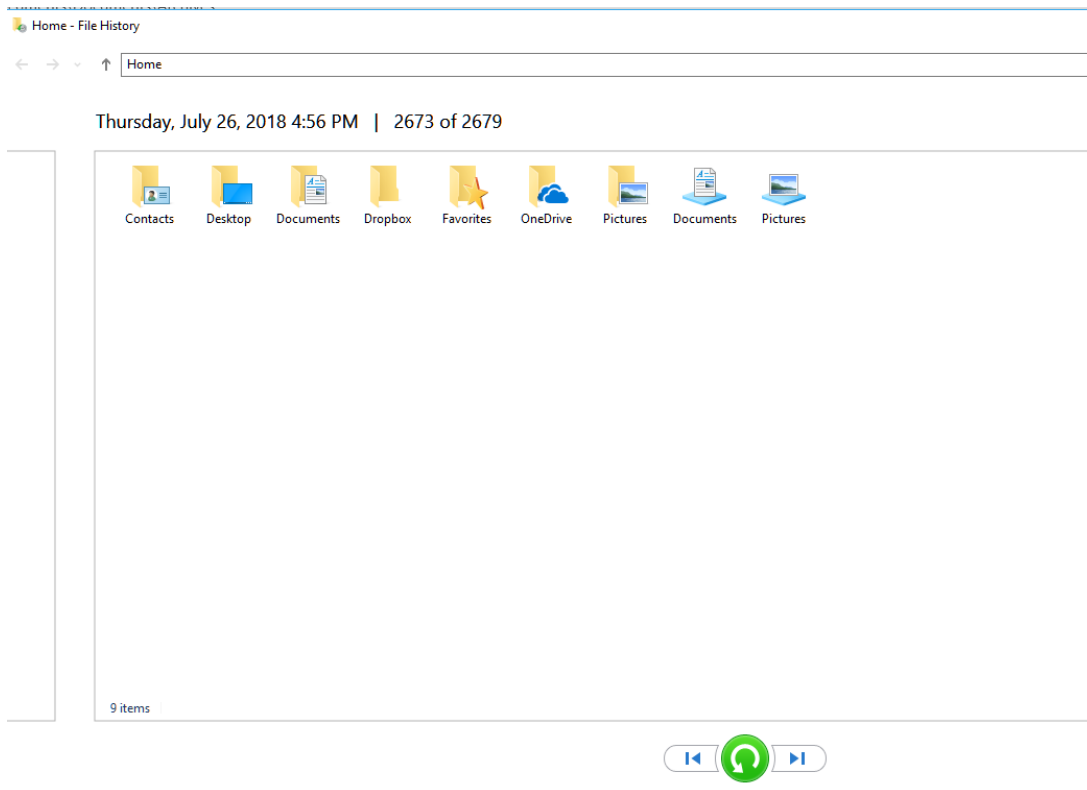 Home - File History
Home
Thursday, July 26, 2018 4:56 PM | 2673 of 2679
Contacts Desktop Documents Dropbox Favorites OneDrive Pictures Documents Pictures
9 items